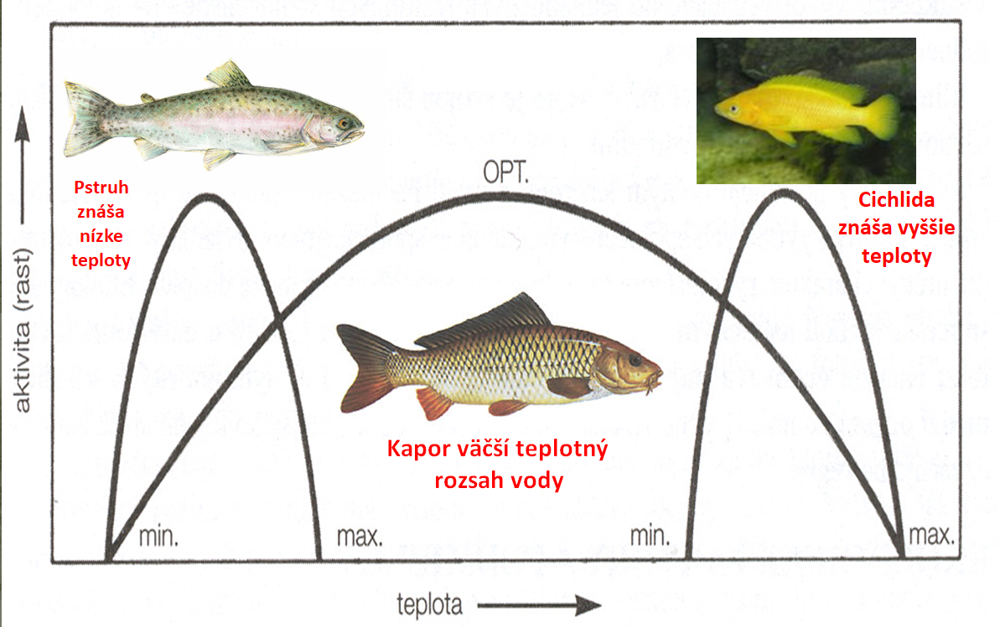 Pstruh
znáša
nízke
teploty
OPT.
Cichlida
znáša vyššie
teploty
aktivita (rast)
Kapor väčší teplotný
rozsah vody
min.
max.
min.
max.
teplota